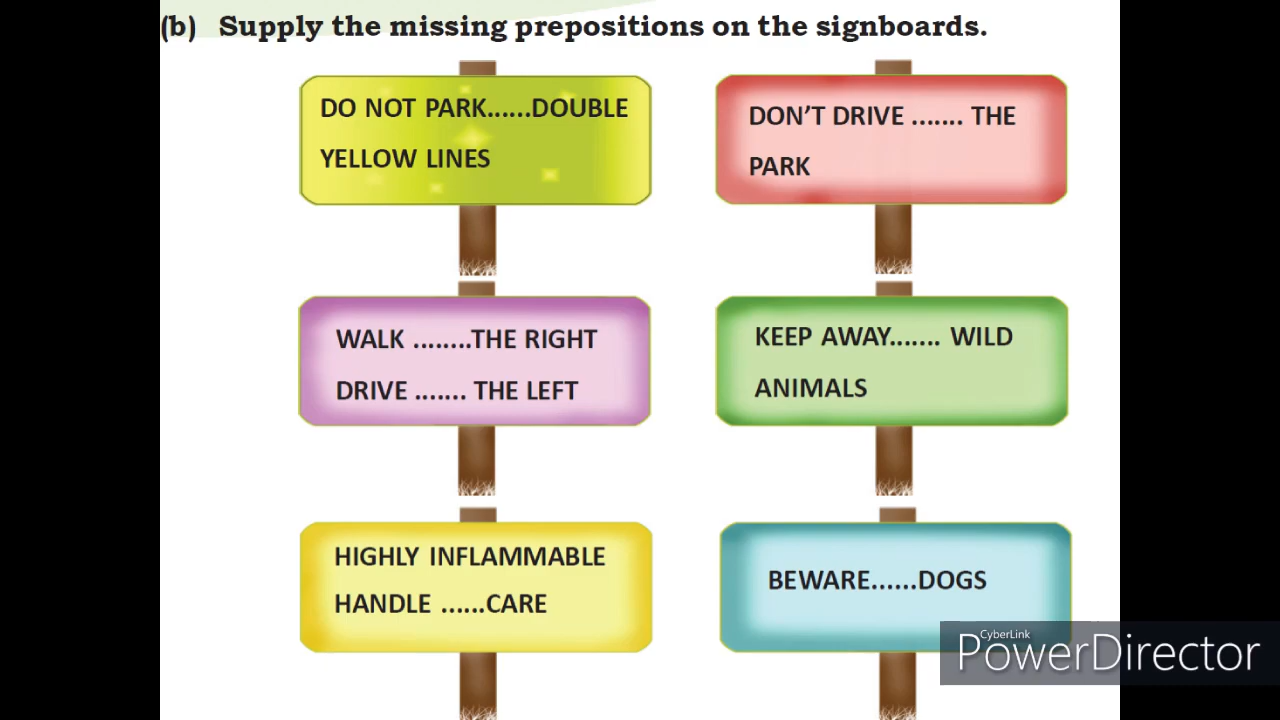 (b) Supply the missing prepositions on the signboards.
DO NOT PARK......DOUBLE
YELLOW LINES
DON'T DRIVE ....... THE
PARK
WALK ........THE RIGHT
DRIVE ....... THE LEFT
KEEP AWAY....... WILD
ANIMALS
HIGHLY INFLAMMABLE
HANDLE ......CARE
BEWARE......DOGS
CyberLink
PowerDirector